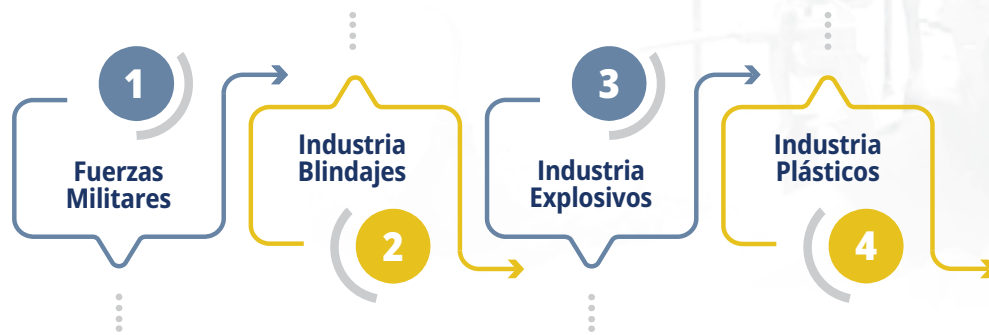 1
Fuerzas
Militares
Industria
Blindajes
2
3
Industria
Explosivos
Industria
Plásticos
4